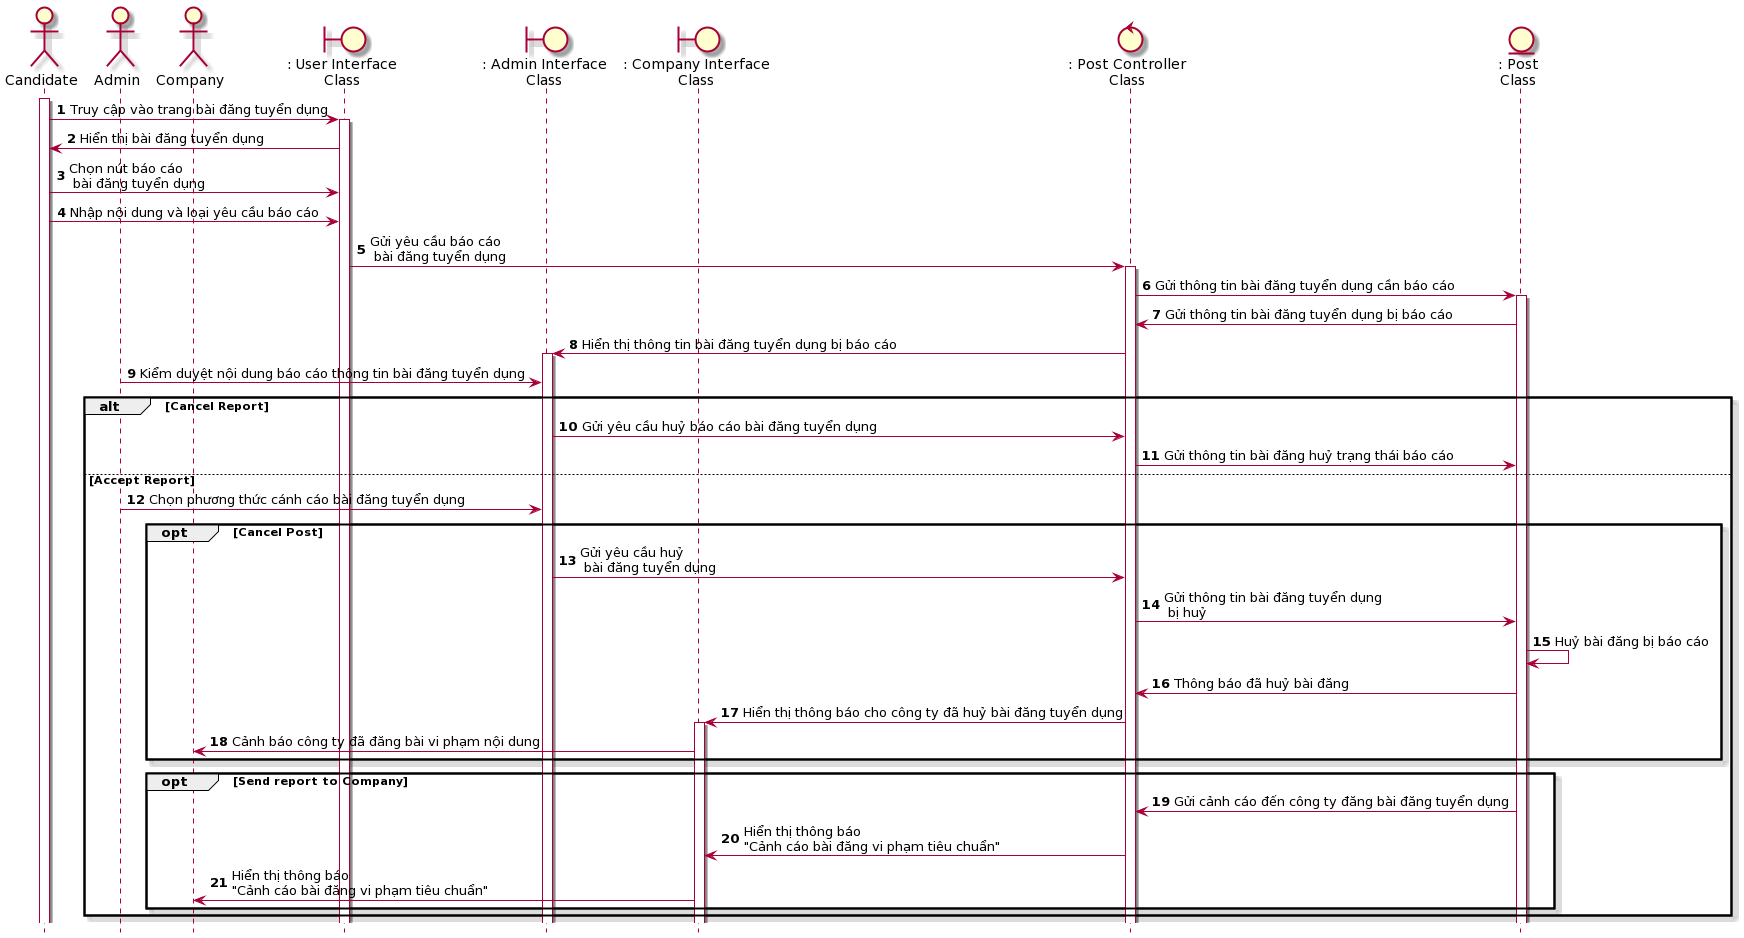 Candidate
Admin
Company
: User Interface
Class
: Admin Interface
Class
: Company Interface
Class
: Post Controller
Class
: Post
Class
1 Truy cập vào trang bài đăng tuyển dụng
2 Hiển thị bài đăng tuyển dụng
3 Chọn nút báo cáo
bài đăng tuyển dụng
4 Nhập nội dung và loại yêu cầu báo cáo
5 Gửi yêu cầu báo cáo
bài đăng tuyển dụng
6 Gửi thông tin bài đăng tuyển dụng cần báo cáo
7 Gửi thông tin bài đăng tuyển dụng bị báo cáo
8 Hiển thị thông tin bài đăng tuyển dụng bị báo cáo
9 Kiểm duyệt nội dung báo cáo thông tin bài đăng tuyển dụng
alt [Cancel Report]
10 Gửi yêu cầu huỷ báo cáo bài đăng tuyển dụng
11 Gửi thông tin bài đăng huỷ trạng thái báo cáo
[Accept Report]
12 Chọn phương thức cánh cáo bài đăng tuyển dụng
opt [Cancel Post]
13 Gửi yêu cầu huỷ
bài đăng tuyển dụng
14 Gửi thông tin bài đăng tuyển dụng
bị huỷ
15 Huỷ bài đăng bị báo cáo
16 Thông báo đã huỷ bài đăng
17 Hiển thị thông báo cho công ty đã huỷ bài đăng tuyển dụng
18 Cảnh báo công ty đã đăng bài vi phạm nội dung
opt [Send report to Company]
19 Gửi cảnh cáo đến công ty đăng bài đăng tuyển dụng
20 Hiển thị thông báo
"Cảnh cáo bài đăng vi phạm tiêu chuẩn"
21 Hiển thị thông báo
"Cảnh cáo bài đăng vi phạm tiêu chuẩn"